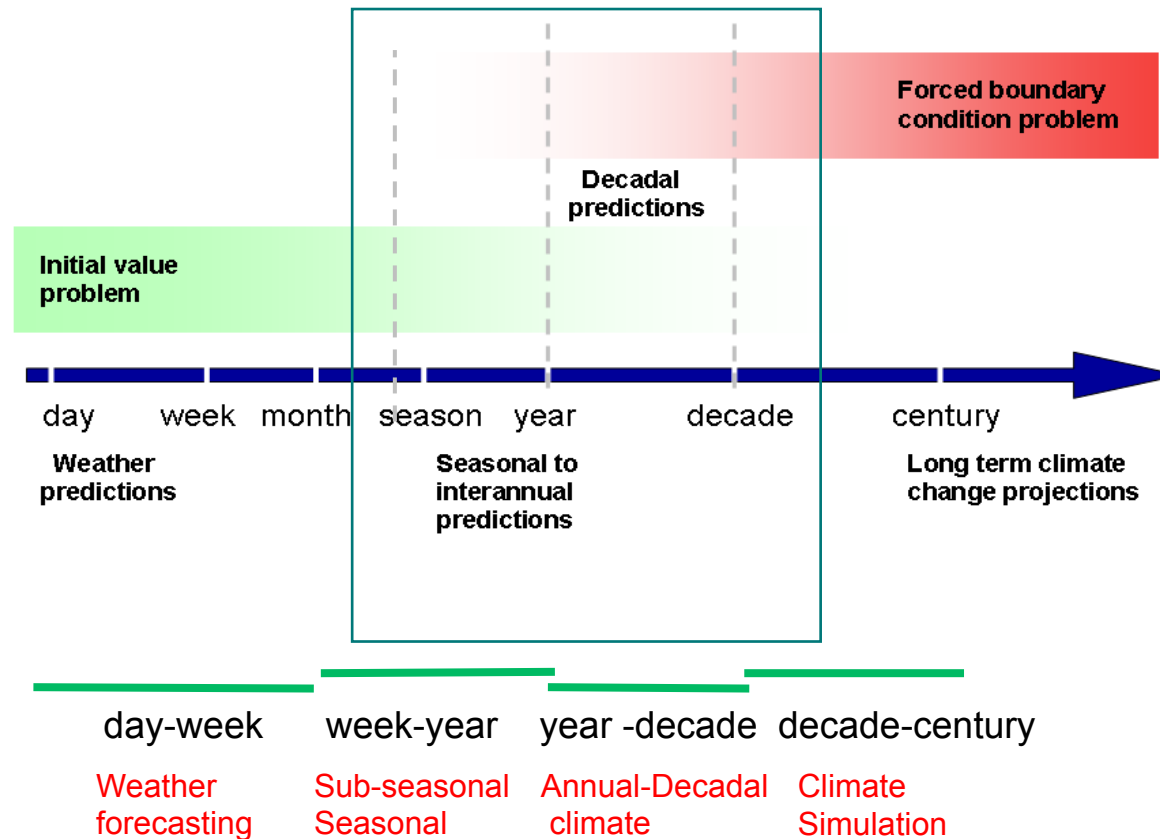 Forced boundary
condition problem
Decadal
predictions
Initial value
problem
day week month season year decade century
Weather
predictions
Seasonal to
interannual
predictions
Long term climate
change projections
day-week week-year year -decade decade-century
Weather
forecasting
Sub-seasonal
Seasonal
Annual-Decadal
climate
Climate
Simulation